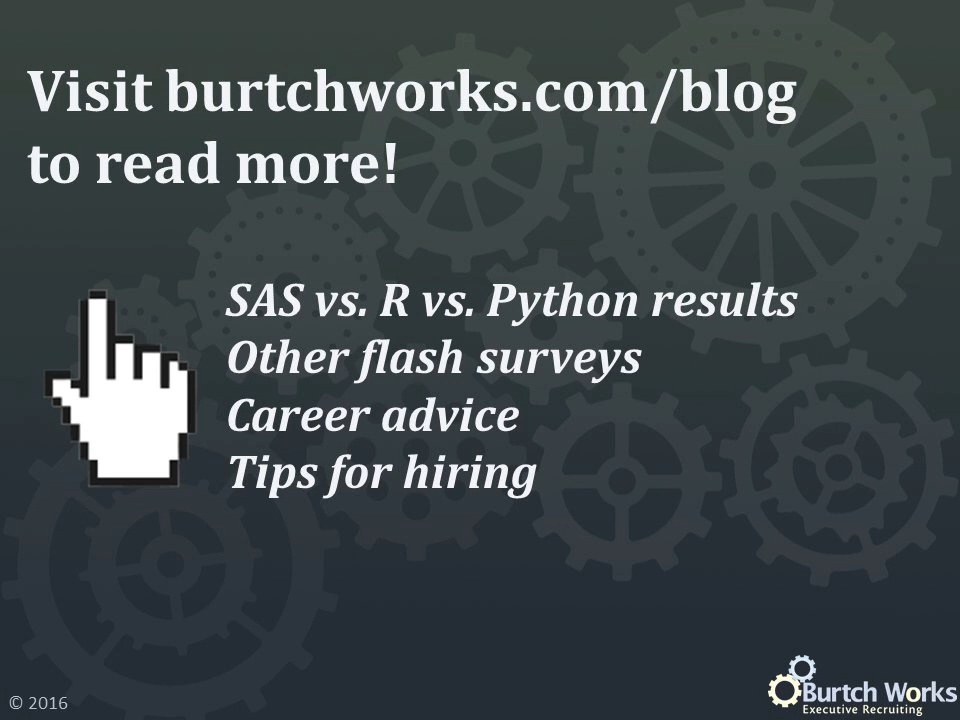 Visit burtchworks.com/blog
to read more!
SAS vs. R vs. Python results
Other flash surveys
Career advice
Tips for hiring
© 2016
Burtch Works
Executive Recruiting